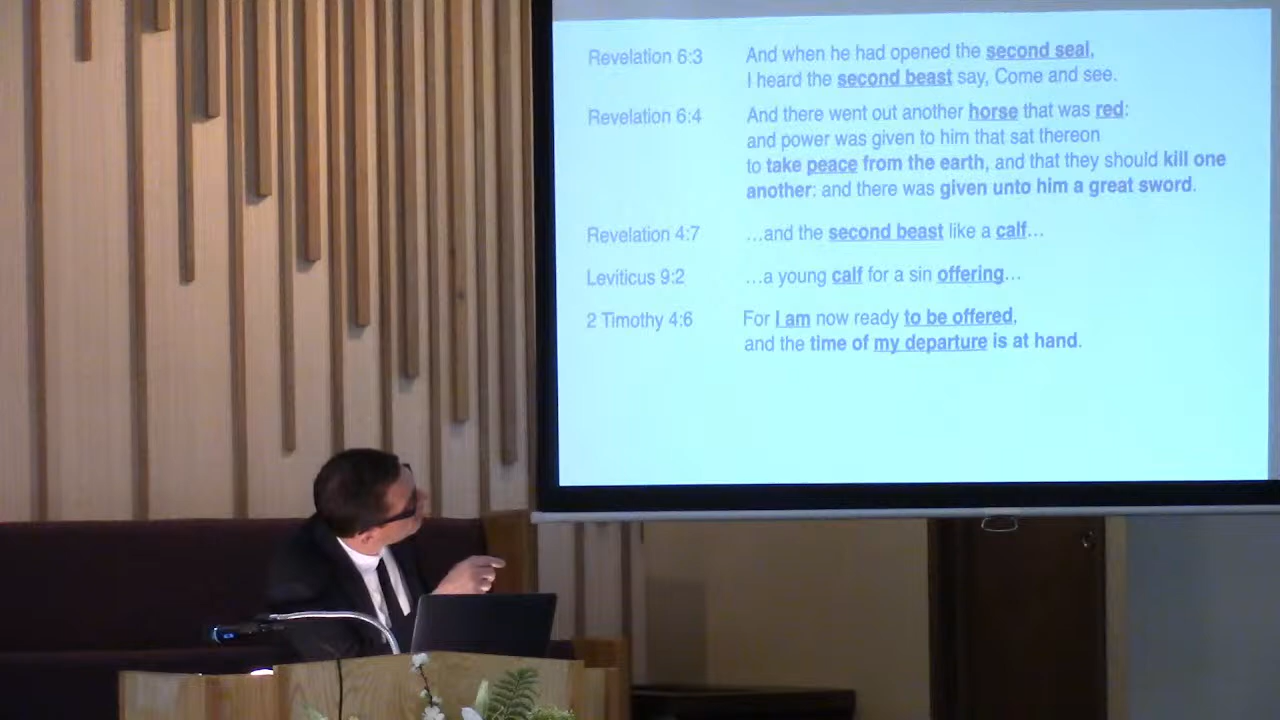 Revelation 6:3 And when he had opened the second seal,
I heard the second beast say, Come and see.
Revelation 6:4 And there went out another horse that was red:
and power was given to him that sat thereon
to take peace from the earth, and that they should kill one
another: and there was given unto him a great sword.
Revelation 4:7 …and the second beast like a calf…
Leviticus 9:2 …a young calf for a sin offering…
2 Timothy 4:6 For I am now ready to be offered,
and the time of my departure is at hand.